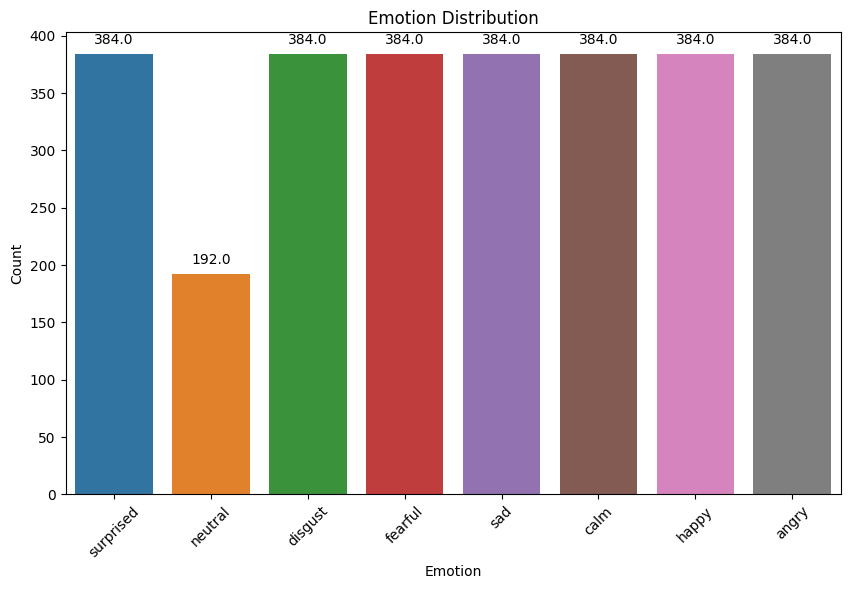 Emotion Distribution
400
350
300
250
200
150
100
50
0
Count
384.0
192.0
384.0
384.0
384.0
384.0
384.0
384.0
surprised
neutral
disgust
fearful
sad
calm
happy
angry
Emotion